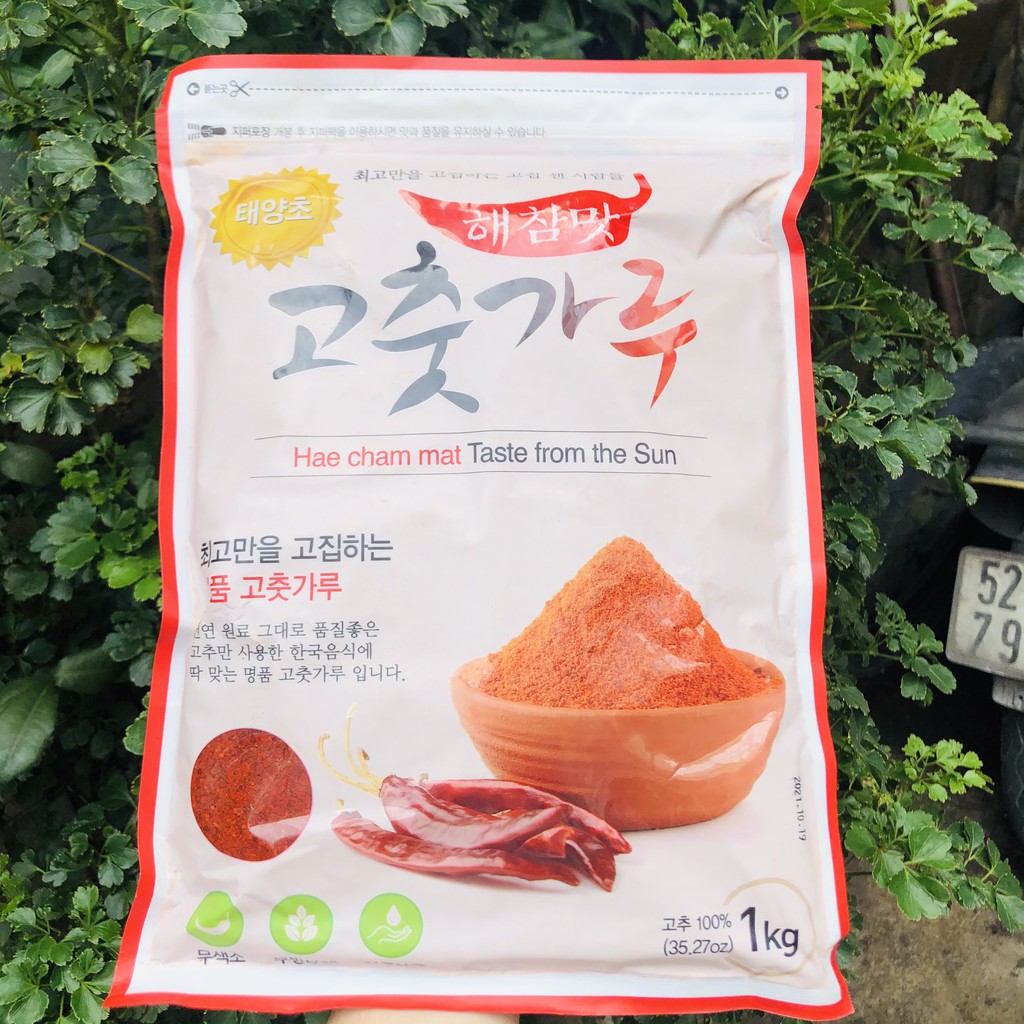 뜯는곳
지퍼포장 개봉 후 지퍼팩을 이용하시면 맛과 품질을 유지하실 수 있습니다
최고만을 고집하는 고집 센 사람들
태양초
해참맛
고춧가루
Hae cham mat Taste from the Sun
최고만을 고집하는
품 고춧가루
천연 원료 그대로 품질좋은
고추만 사용한 한국음식에
딱 맞는 명품 고춧가루 입니다.
2021.10.19
무색소
고추 100%
(35.27oz)
1kg
52
79